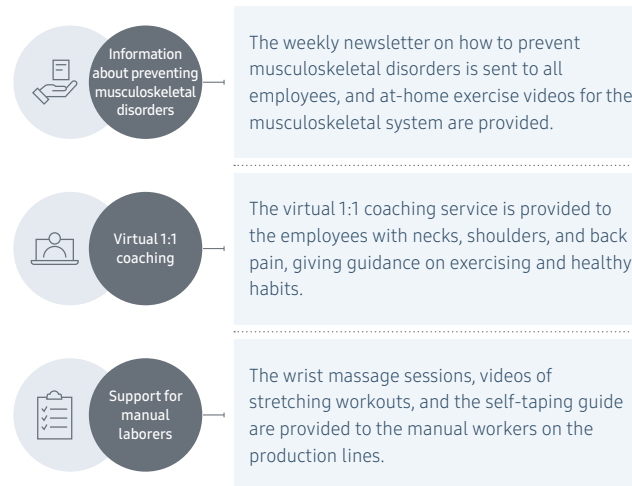 Information
about preventing
musculoskeletal
disorders
The weekly newsletter on how to prevent
musculoskeletal disorders is sent to all
employees, and at-home exercise videos for the
musculoskeletal system are provided.
Virtual 1:1
coaching
The virtual 1:1 coaching service is provided to
the employees with necks, shoulders, and back
pain, giving guidance on exercising and healthy
habits.
Support for
manual
laborers
The wrist massage sessions, videos of
stretching workouts, and the self-taping guide
are provided to the manual workers on the
production lines.